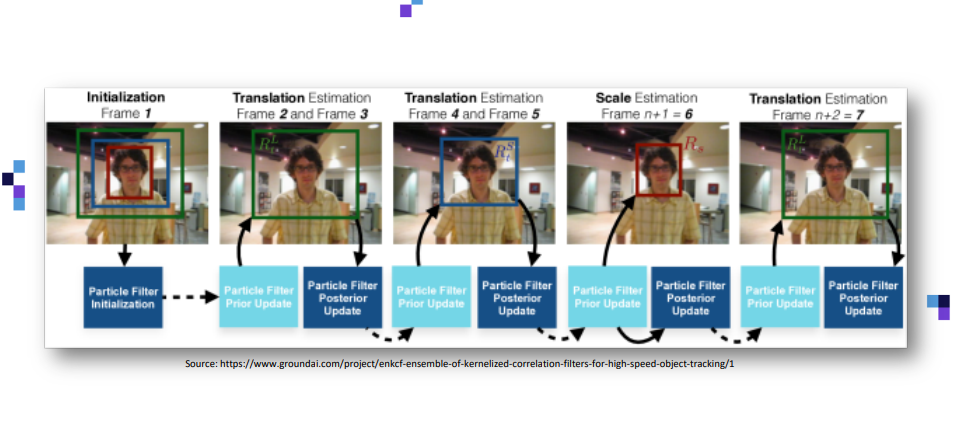 Initialization
Frame 1
Translation Estimation
Frame 2 and Frame 3
Translation Estimation
Frame 4 and Frame 5
Scale Estimation
Frame n+1 = 6
Translation Estimation
Frame n+2 = 7
Particle Filter
Initialization
Particle Filter
Prior Update
Particle Filter
Posterior
Update
Particle Filter
Prior Update
Particle Filter
Posterior
Update
Particle Filter
Prior Update
Particle Filter
Posterior
Update
Particle Filter
Prior Update
Particle Filter
Posterior
Update
Source: https://www.groundai.com/project/enkcf-ensemble-of-kernelized-correlation-filters-for-high-speed-object-tracking/1